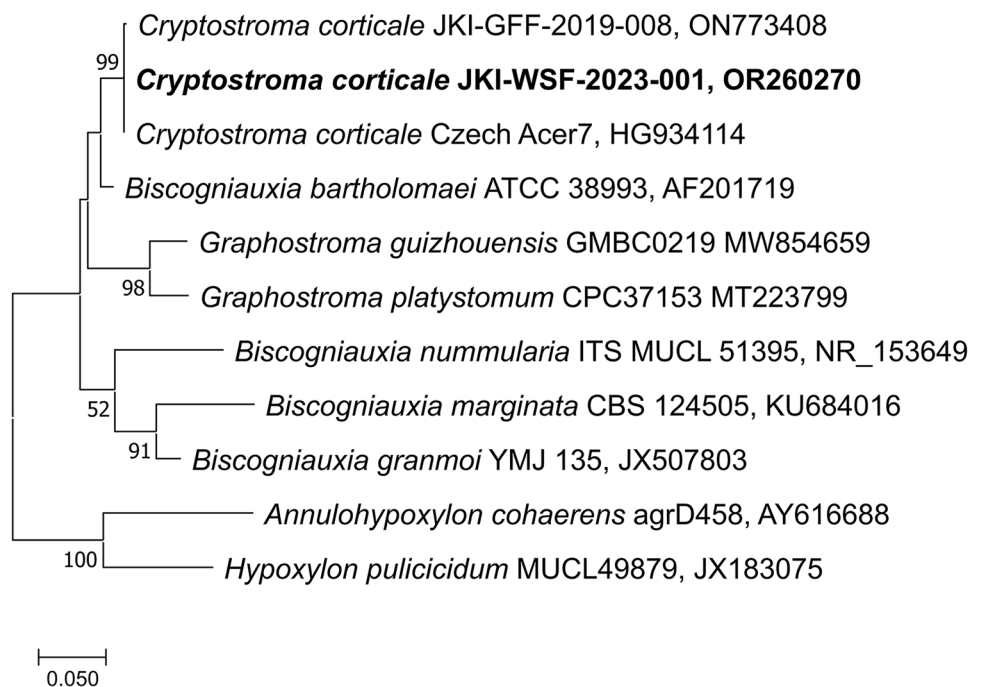 Cryptostroma corticale JKI-GFF-2019-008, ON773408
99
Cryptostroma corticale JKI-WSF-2023-001, OR260270
Cryptostroma corticale Czech Acer7, HG934114
Biscogniauxia bartholomaei ATCC 38993, AF201719
Graphostroma guizhouensis GMBC0219 MW854659
98
Graphostroma platystomum CPC37153 MT223799
Biscogniauxia nummularia ITS MUCL 51395, NR_153649
52
Biscogniauxia marginata CBS 124505, KU684016
91
Biscogniauxia granmoi YMJ 135, JX507803
Annulohypoxylon cohaerens agrD458, AY616688
100
Hypoxylon pulicicidum MUCL49879, JX183075
0.050